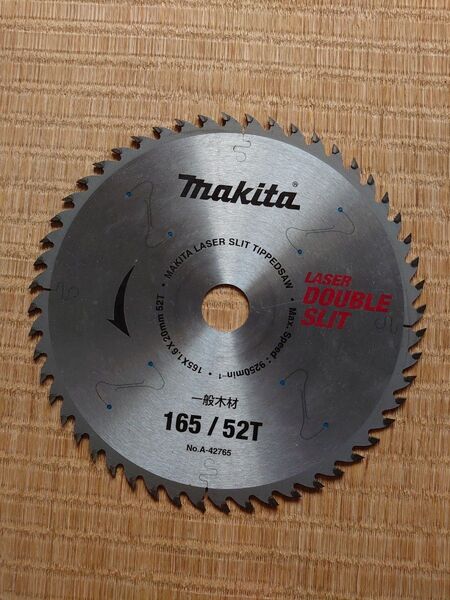 makita®
• MAKITA LASER SLIT TIPPEDSAW •
LASER
DOUBLE
SLIT
Max. Speed : 9250min⁻¹
• 165X1.6X20mm 52T
一般木材
165 / 52T
No.A-42765